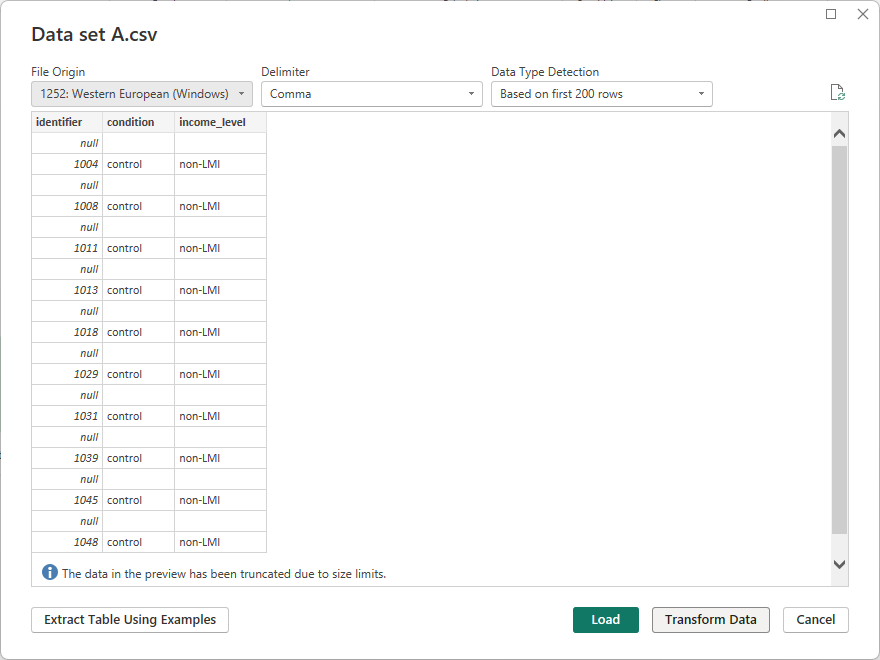 Data set A.csv
File Origin Delimiter Data Type Detection
1252: Western European (Windows) Comma Based on first 200 rows
identifier condition income_level
null
1004 control non-LMI
null
1008 control non-LMI
null
1011 control non-LMI
null
1013 control non-LMI
null
1018 control non-LMI
null
1029 control non-LMI
null
1031 control non-LMI
null
1039 control non-LMI
null
1045 control non-LMI
null
1048 control non-LMI
The data in the preview has been truncated due to size limits.
Extract Table Using Examples Load Transform Data Cancel